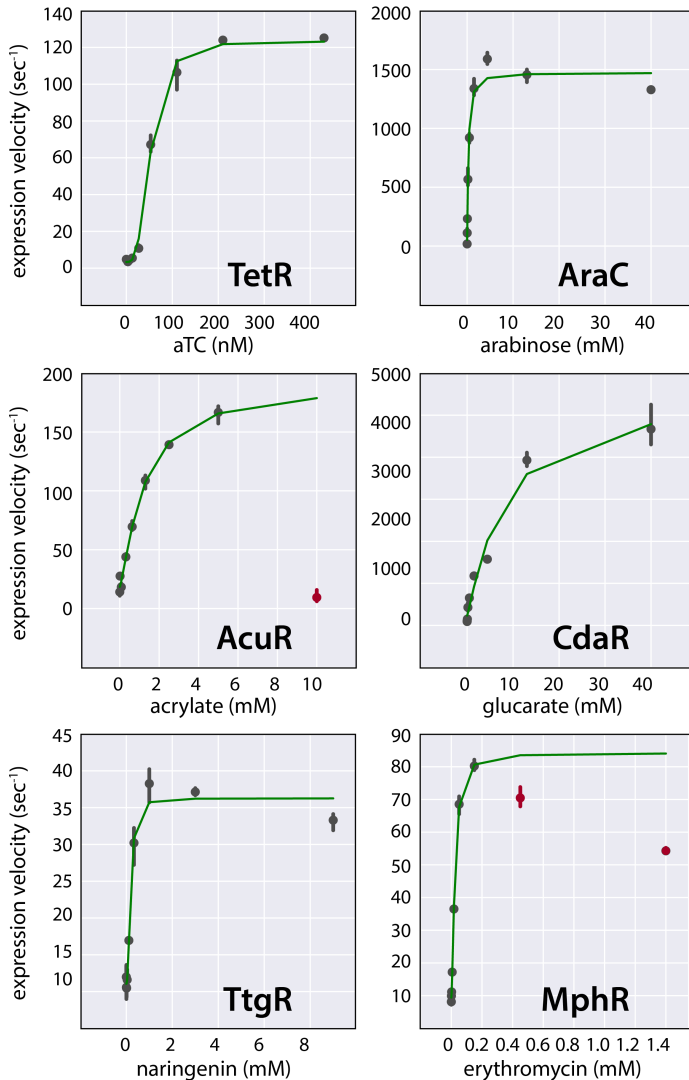 140
120
100
80
60
40
20
0
expression velocity (sec⁻¹)
TetR
0 100 200 300 400
aTC (nM)
2000
1500
1000
500
0
AraC
0 10 20 30 40
arabinose (mM)
200
150
100
50
0
expression velocity (sec⁻¹)
AcuR
0 2 4 6 8 10
acrylate (mM)
5000
4000
3000
2000
1000
0
CdaR
0 10 20 30 40
glucarate (mM)
45
40
35
30
25
20
15
10
expression velocity (sec⁻¹)
TtgR
0 2 4 6 8
naringenin (mM)
90
80
70
60
50
40
30
20
10
MphR
0 0.2 0.4 0.6 0.8 1.0 1.2 1.4
erythromycin (mM)